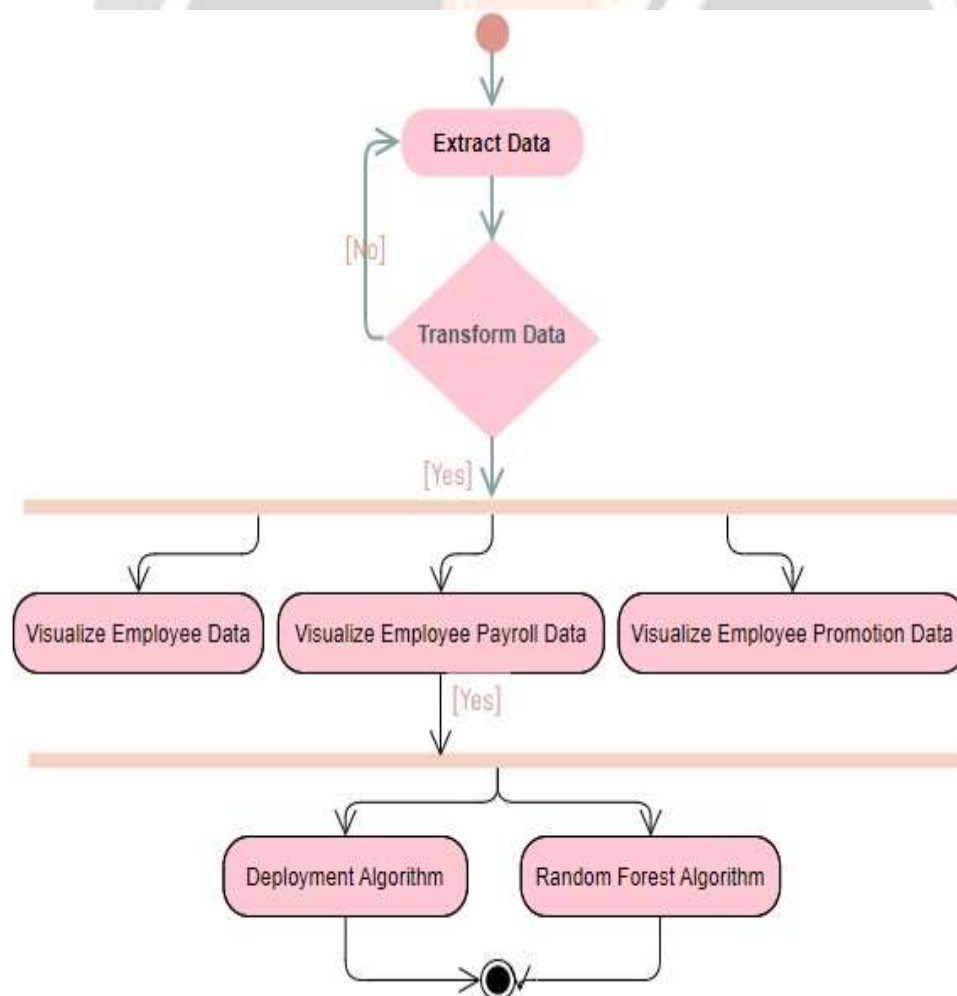 Extract Data
[No]
Transform Data
[Yes]
Visualize Employee Data
Visualize Employee Payroll Data
Visualize Employee Promotion Data
[Yes]
Deployment Algorithm
Random Forest Algorithm